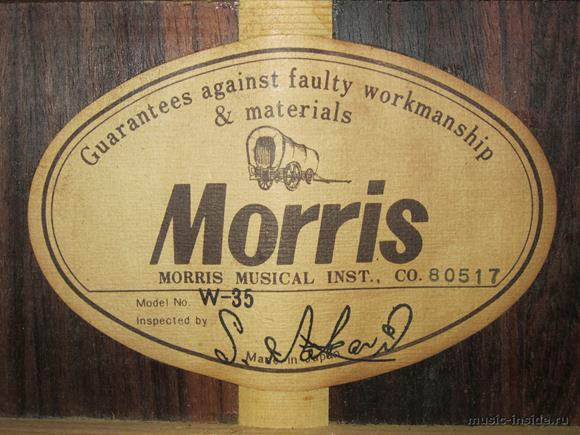 Guarantees against faulty workmanship
& materials
Morris
MORRIS MUSICAL INST., CO. 80517
Model No. W-35
Inspected by
Made in Japan
music-inside.ru